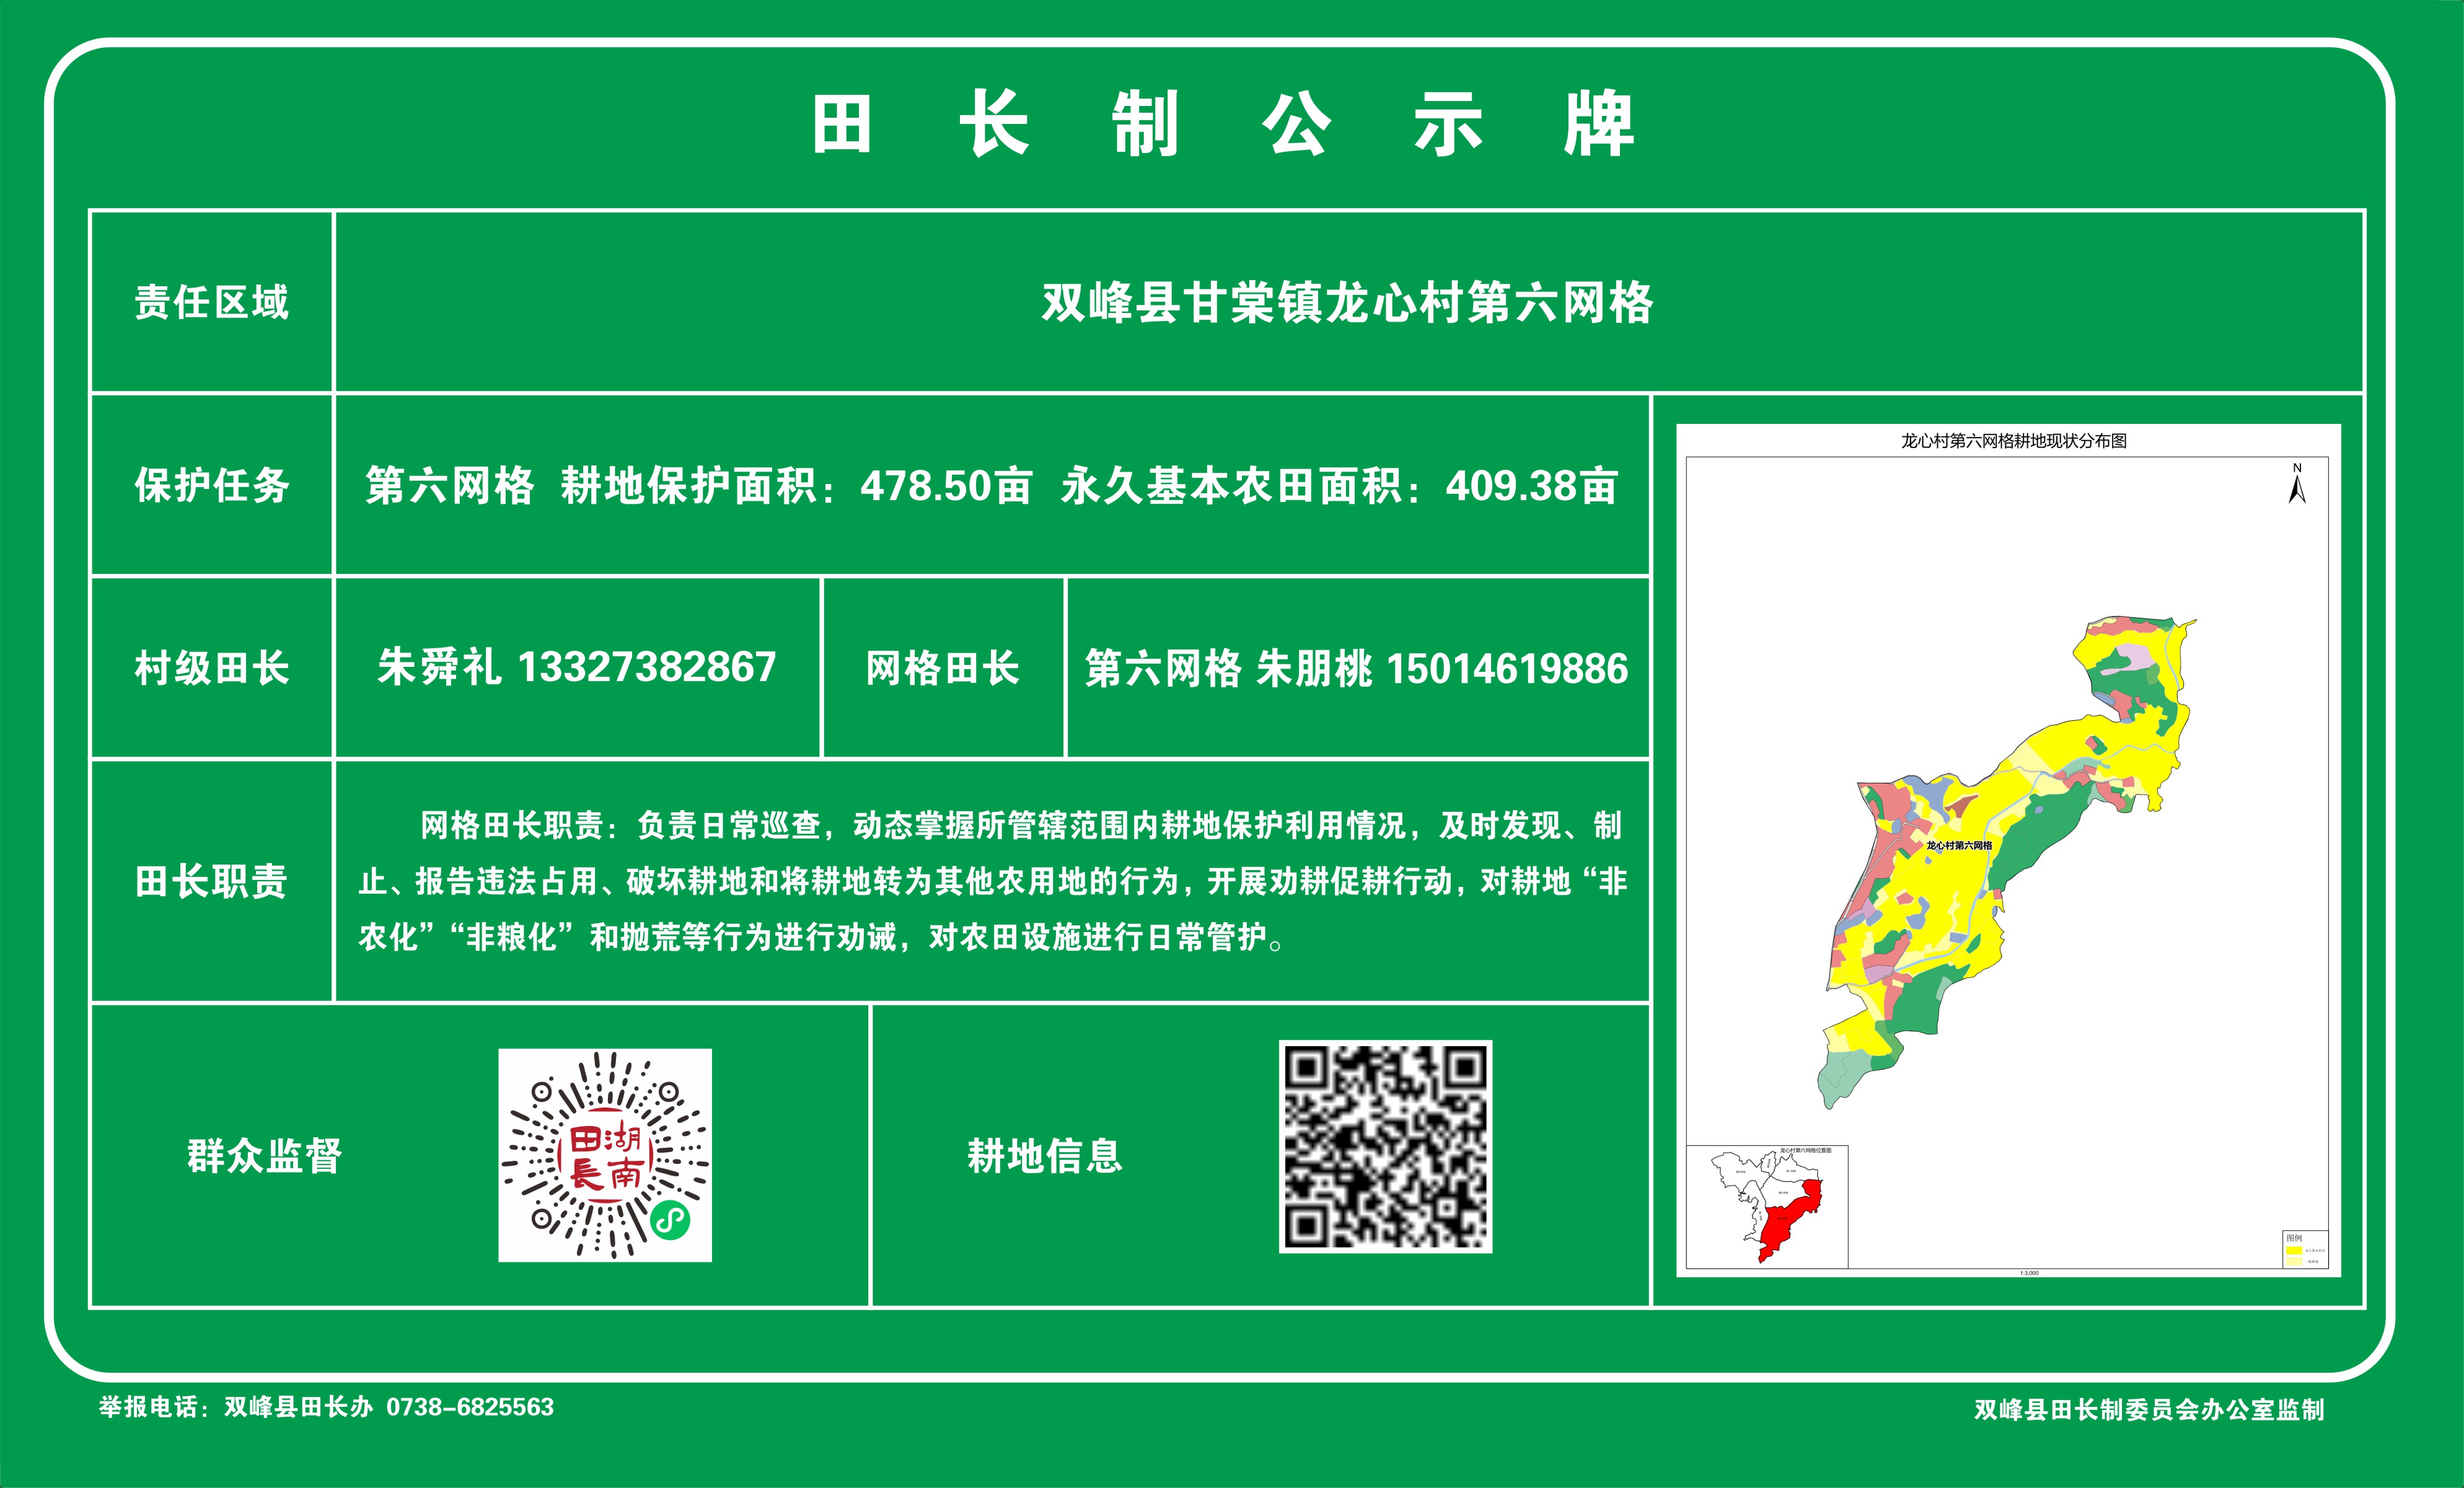 田长制公示牌
责任区域
双峰县甘棠镇龙心村第六网格
保护任务
第六网格 耕地保护面积：478.50亩 永久基本农田面积：409.38亩
村级田长
朱舜礼 13327382867
网格田长
第六网格 朱朋桃 15014619886
田长职责
网格田长职责：负责日常巡查，动态掌握所管辖范围内耕地保护利用情况，及时发现、制
止、报告违法占用、破坏耕地和将耕地转为其他农用地的行为，开展劝耕促耕行动，对耕地“非
农化”“非粮化”和抛荒等行为进行劝诫，对农田设施进行日常管护。
群众监督
湖南
田長
耕地信息
龙心村第六网格耕地现状分布图
N
龙心村第六网格
龙心村第六网格位置图
图例
1:3,000
举报电话：双峰县田长办 0738-6825563
双峰县田长制委员会办公室监制